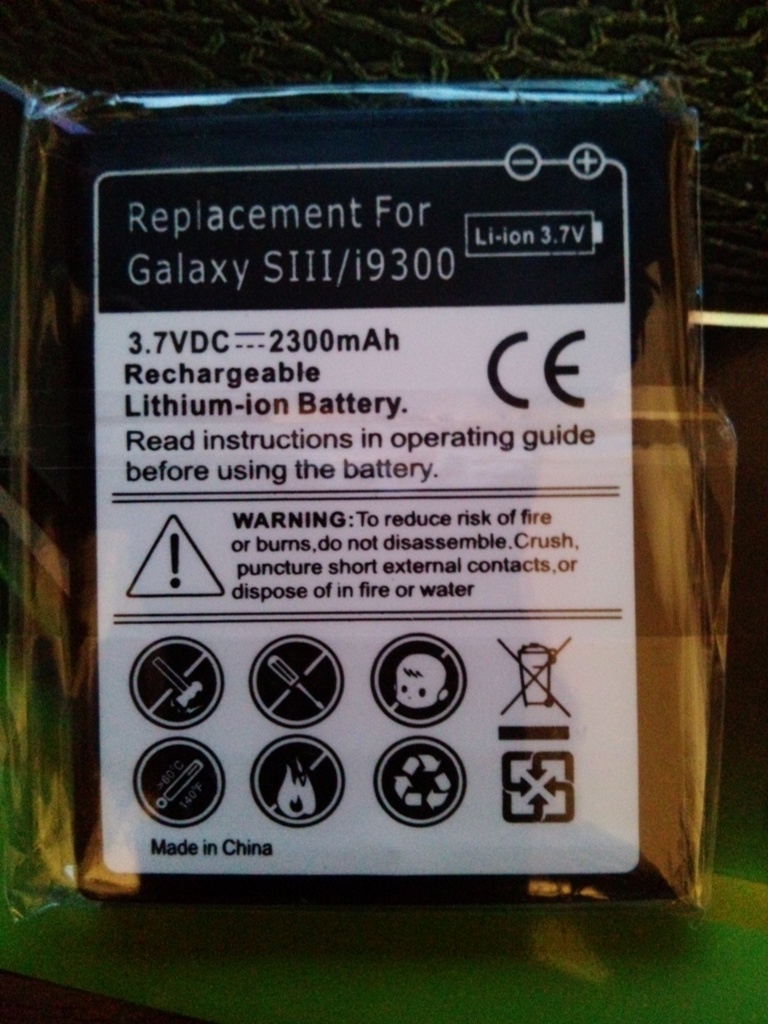 Replacement For
Galaxy SIII/i9300
Li-ion 3.7V
3.7VDC 2300mAh
Rechargeable
Lithium-ion Battery.
CE
Read instructions in operating guide
before using the battery.
WARNING:To reduce risk of fire
or burns,do not disassemble.Crush,
puncture short external contacts,or
dispose of in fire or water
>60°C
140°F
Made in China